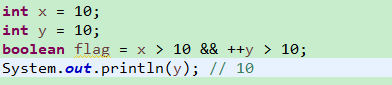 int x = 10;
int y = 10;
boolean flag = x > 10 && ++y > 10;
System.out.println(y); // 10